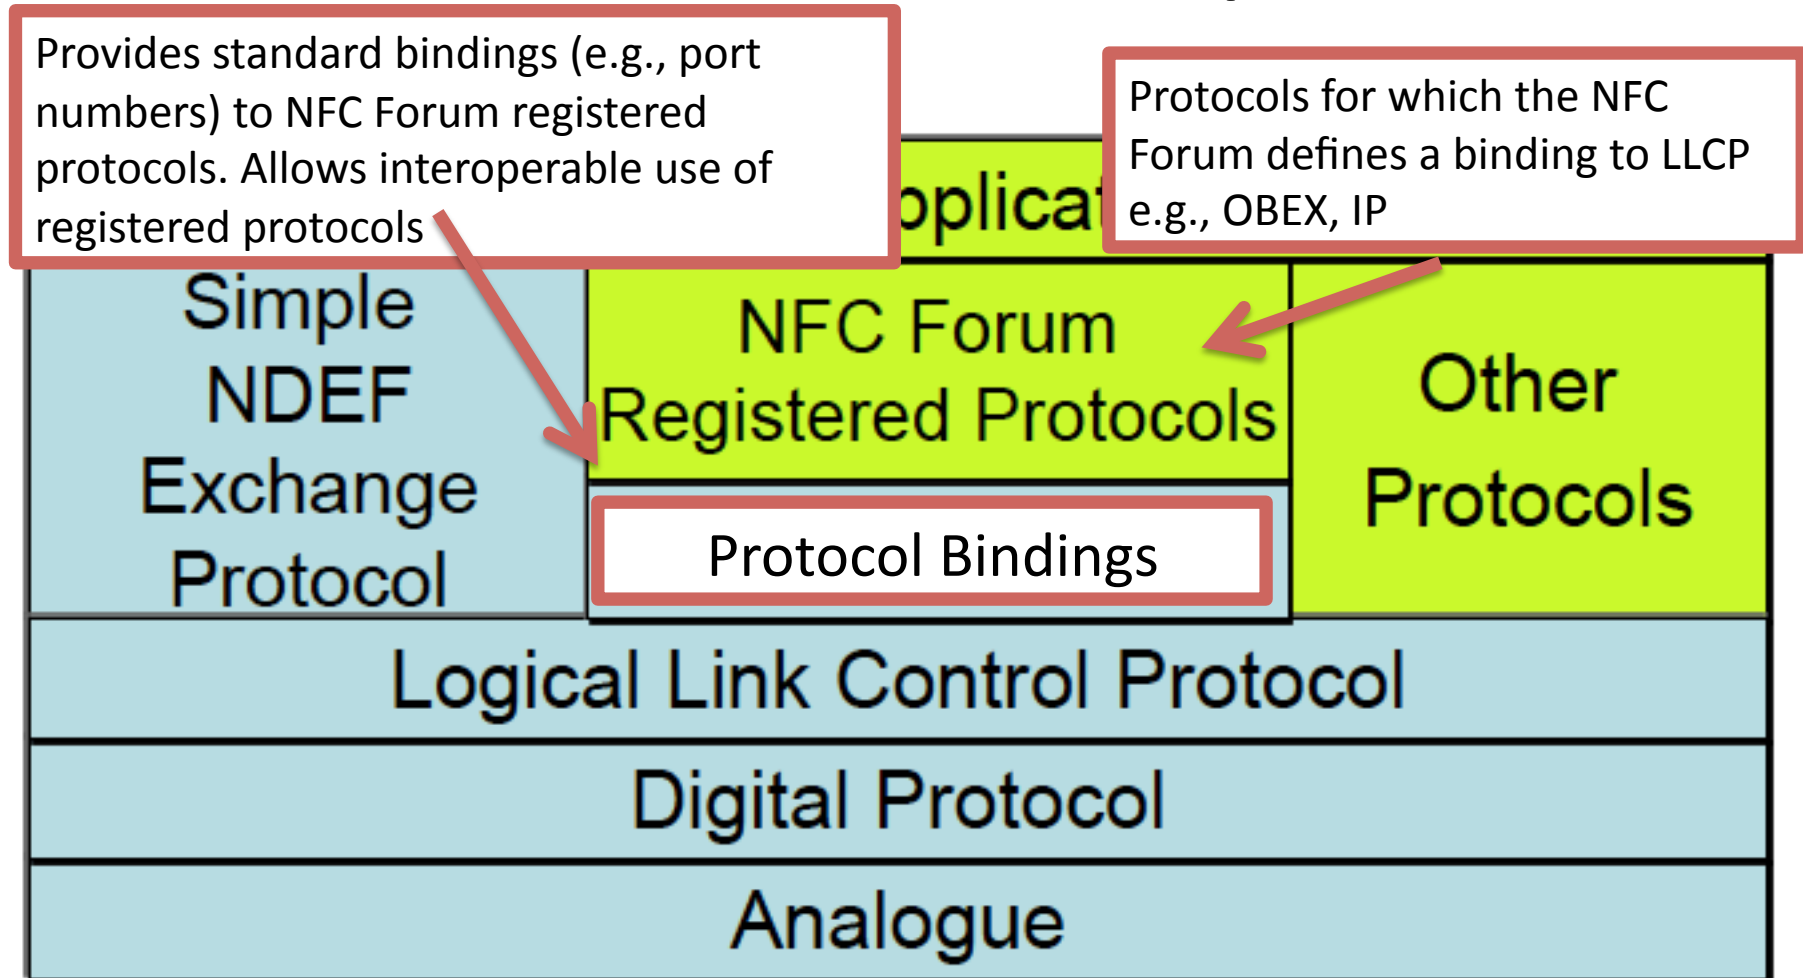 Provides standard bindings (e.g., port
numbers) to NFC Forum registered
protocols. Allows interoperable use of
registered protocols
Protocols for which the NFC
Forum defines a binding to LLCP
e.g., OBEX, IP
Simple
NDEF
Exchange
Protocol
NFC Forum
Registered Protocols
Other
Protocols
Protocol Bindings
Logical Link Control Protocol
Digital Protocol
Analogue